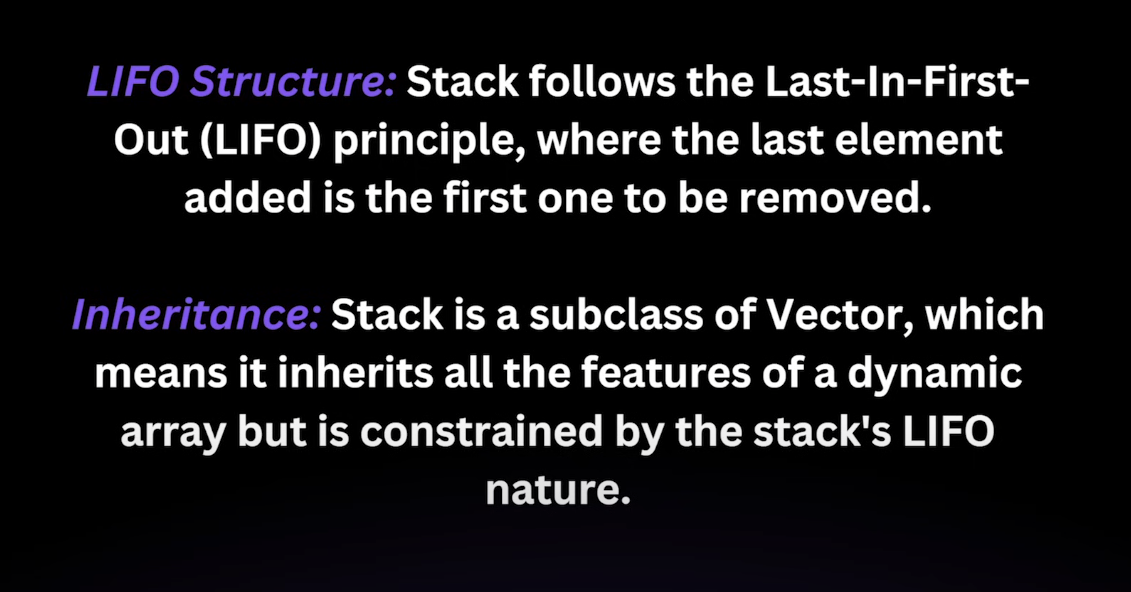 LIFO Structure: Stack follows the Last-In-First-
Out (LIFO) principle, where the last element
added is the first one to be removed.
Inheritance: Stack is a subclass of Vector, which
means it inherits all the features of a dynamic
array but is constrained by the stack's LIFO
nature.